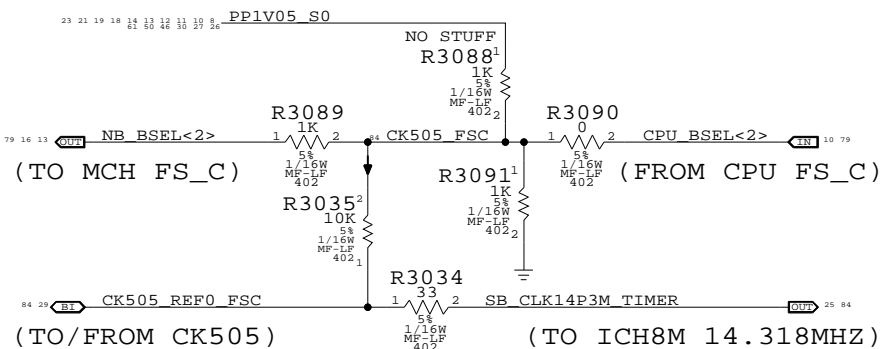 23 21 19 18 14 13 12 11 10 8 PP1V05_S0
61 50 46 30 27 26
NO STUFF
R3088 1
1K
5%
1/16W
MF-LF
402 2
R3089
1K
1 2
5%
1/16W
MF-LF
402
R3090
0
1 2
5%
1/16W
MF-LF
402
79 16 13 OUT NB_BSEL<2> 84 CK505_FSC CPU_BSEL<2> IN 10 79
(TO MCH FS_C)
(FROM CPU FS_C)
R3091 1
1K
5%
1/16W
MF-LF
402 2
R3035 2
10K
5%
1/16W
MF-LF
402 1
R3034
33
1 2
5%
1/16W
MF-LF
402
84 29 BI CK505_REF0_FSC SB_CLK14P3M_TIMER OUT 25 84
(TO/FROM CK505)
(TO ICH8M 14.318MHZ)